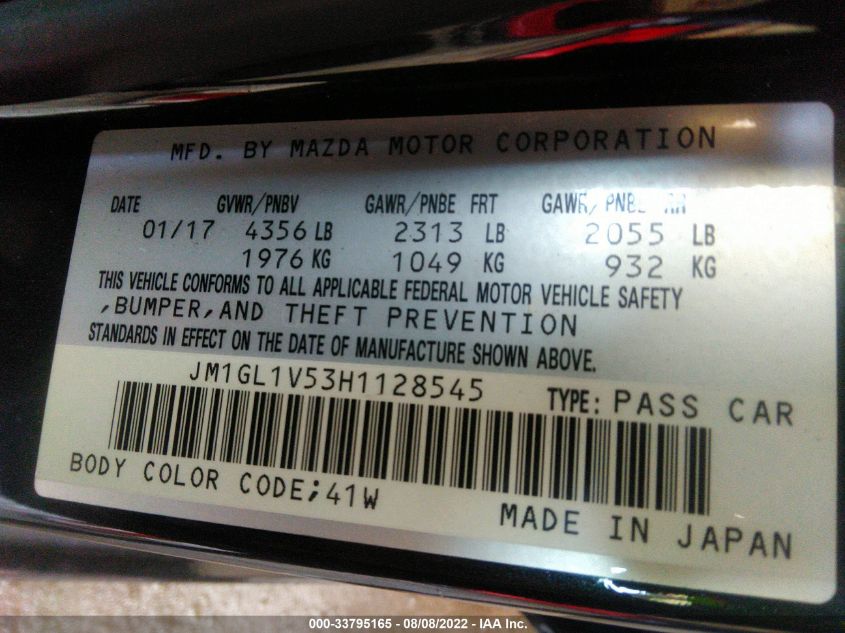 MFD. BY MAZDA MOTOR CORPORATION
DATE GVWR/PNBV GAWR/PNBE FRT GAWR/PNBE RR
01/17 4356 LB 2313 LB 2055 LB
1976 KG 1049 KG 932 KG
THIS VEHICLE CONFORMS TO ALL APPLICABLE FEDERAL MOTOR VEHICLE SAFETY
,BUMPER,AND THEFT PREVENTION
STANDARDS IN EFFECT ON THE DATE OF MANUFACTURE SHOWN ABOVE.
JM1GL1V53H1128545 TYPE: PASS CAR
BODY COLOR CODE;41W
MADE IN JAPAN
000-33795165 - 08/08/2022 - IAA Inc.